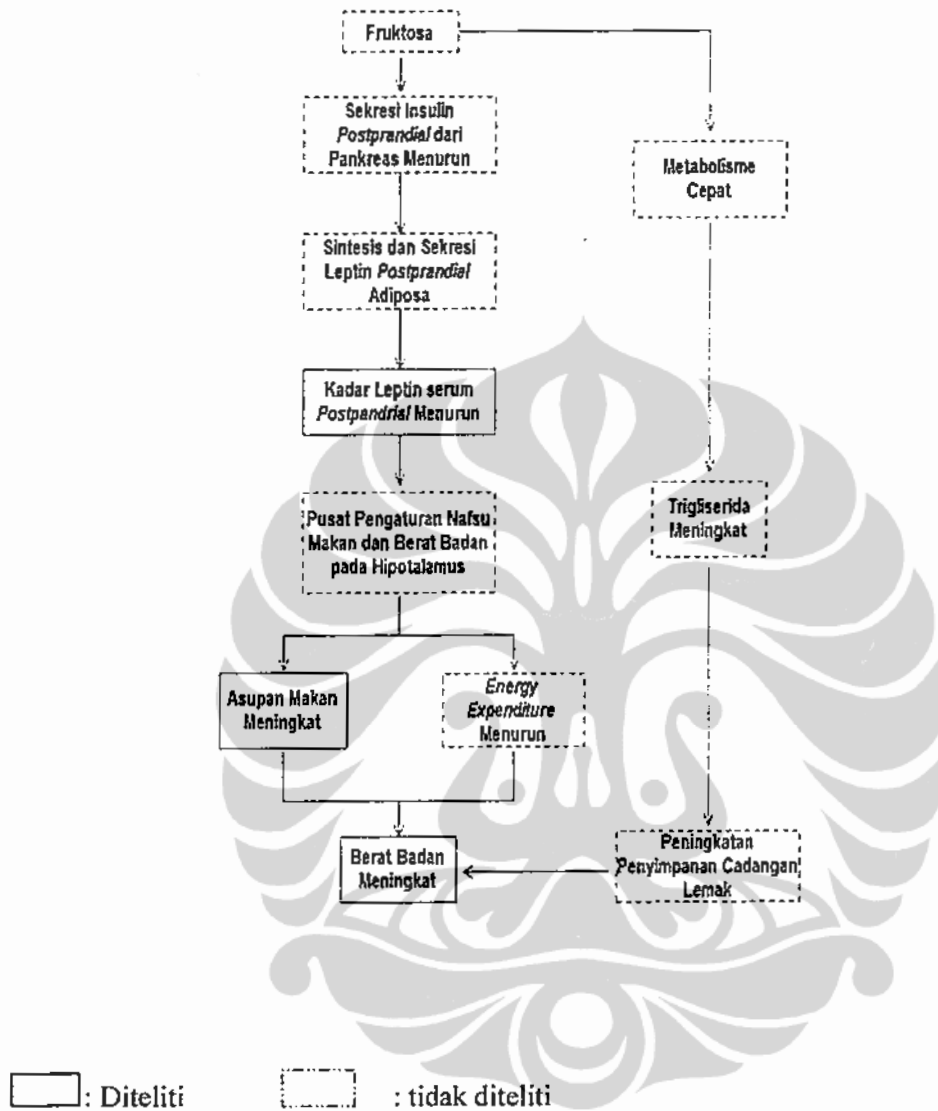 Fruktosa
Sekresi Insulin
Postprandial dari
Pankreas Menurun
Metabolisme
Cepat
Sintesis dan Sekresi
Leptin Postprandial
Adiposa
Kadar Leptin serum
Postpandrial Menurun
Pusat Pengaturan Nafsu
Makan dan Berat Badan
pada Hipotalamus
Trigliserida
Meningkat
Asupan Makan
Meningkat
Energy
Expenditure
Menurun
Berat Badan
Meningkat
Peningkatan
Penyimpanan Cadangan
Lemak
: Diteliti
: tidak diteliti